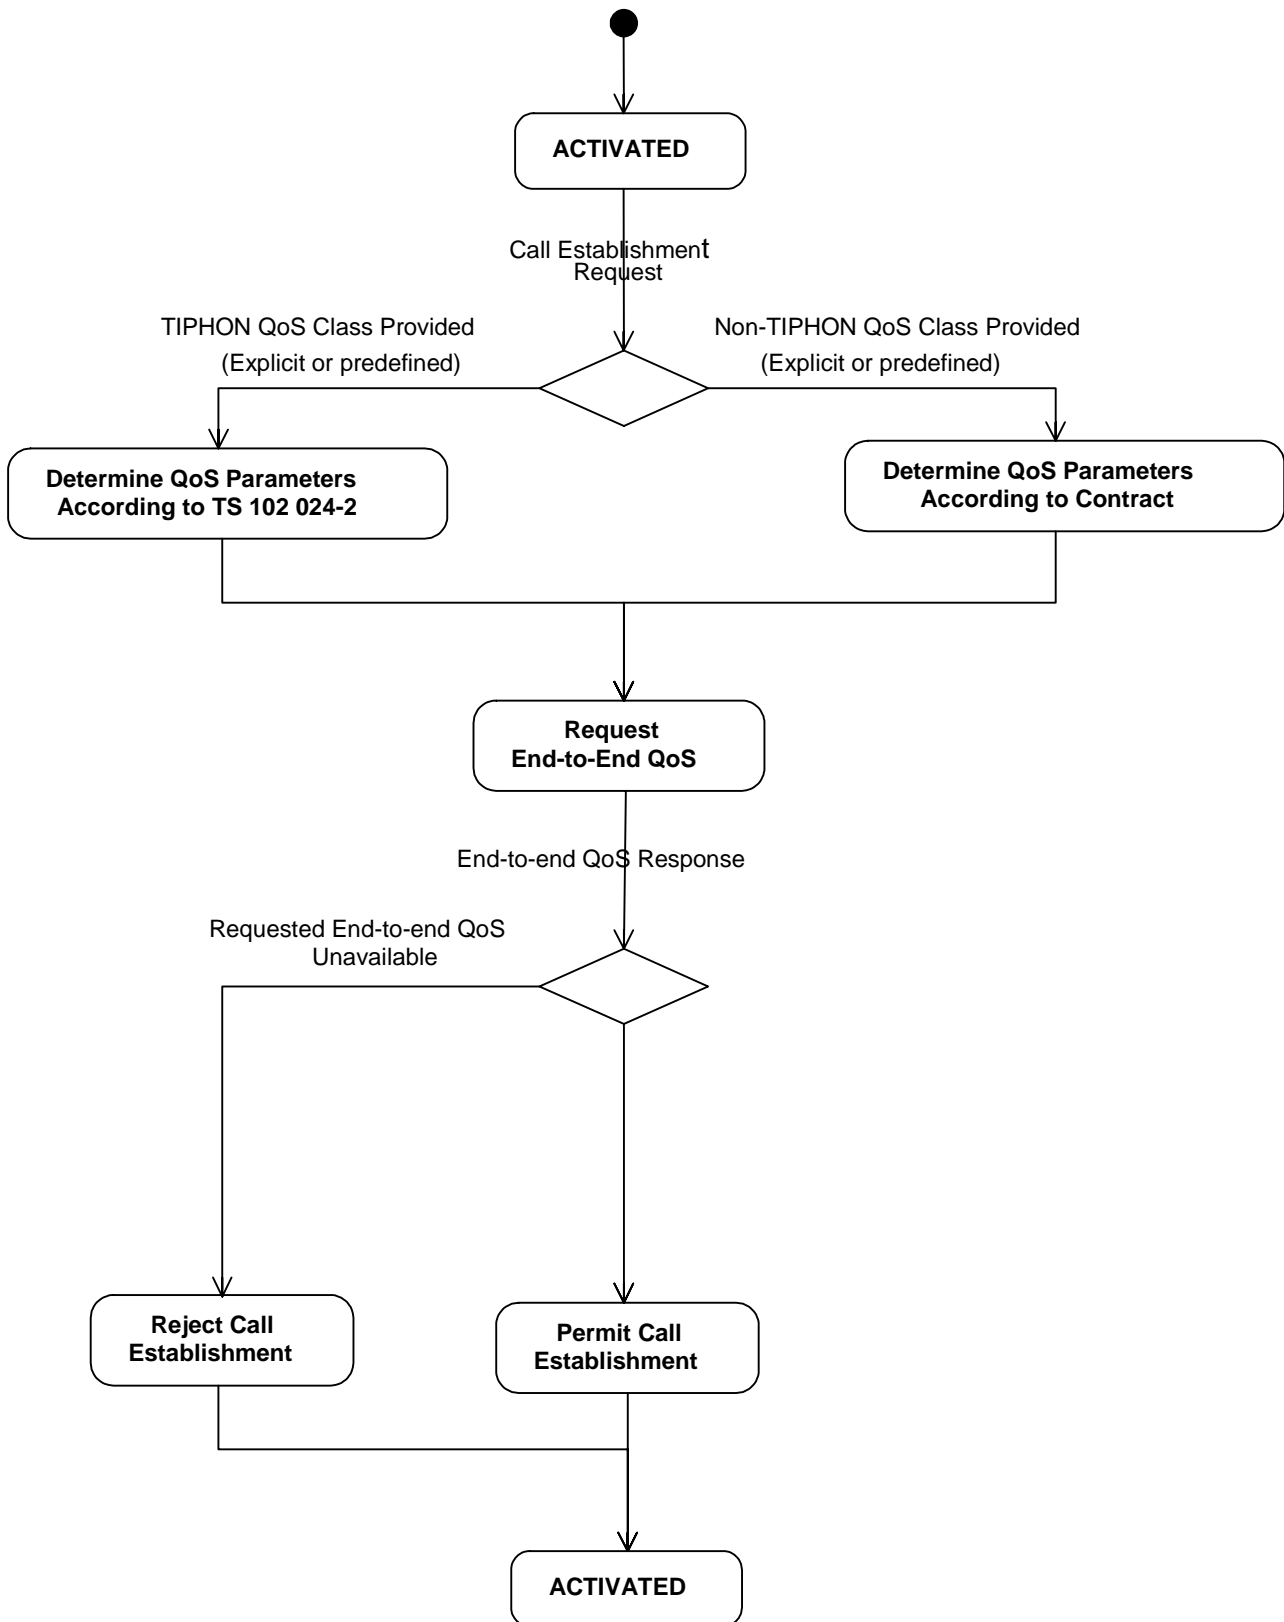 ACTIVATED
Call Establishment
Request
TIPHON QoS Class Provided
(Explicit or predefined)
Non-TIPHON QoS Class Provided
(Explicit or predefined)
Determine QoS Parameters
According to TS 102 024-2
Determine QoS Parameters
According to Contract
Request
End-to-End QoS
End-to-end QoS Response
Requested End-to-end QoS
Unavailable
Reject Call
Establishment
Permit Call
Establishment
ACTIVATED